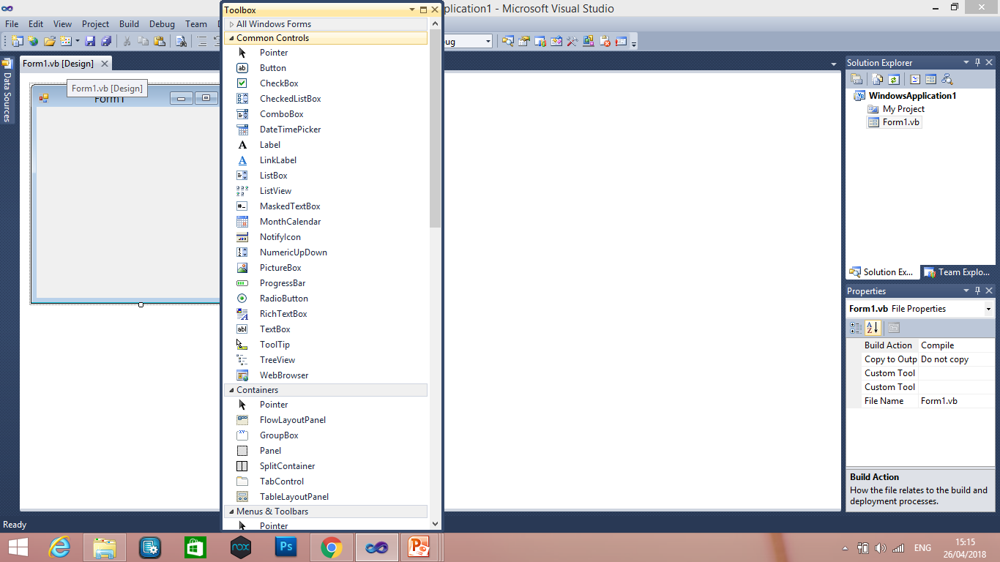 Toolbox
plication1 - Microsoft Visual Studio
File Edit View Project Build Debug Team
All Windows Forms
Common Controls
Pointer
Button
CheckBox
CheckedListBox
ComboBox
DateTimePicker
Label
LinkLabel
ListBox
ListView
MaskedTextBox
MonthCalendar
NotifyIcon
NumericUpDown
PictureBox
ProgressBar
RadioButton
RichTextBox
TextBox
ToolTip
TreeView
WebBrowser
Containers
Pointer
FlowLayoutPanel
GroupBox
Panel
SplitContainer
TabControl
TableLayoutPanel
Menus & Toolbars
Pointer
ug
Form1.vb [Design]
Data Sources
Form1.vb [Design]
Form1
Solution Explorer
WindowsApplication1
My Project
Form1.vb
Solution Ex... Team Explo...
Properties
Form1.vb File Properties
Build Action Compile
Copy to Outp Do not copy
Custom Tool
Custom Tool
File Name Form1.vb
Build Action
How the file relates to the build and
deployment processes.
Ready
nox
Ps
ENG
15:15
26/04/2018